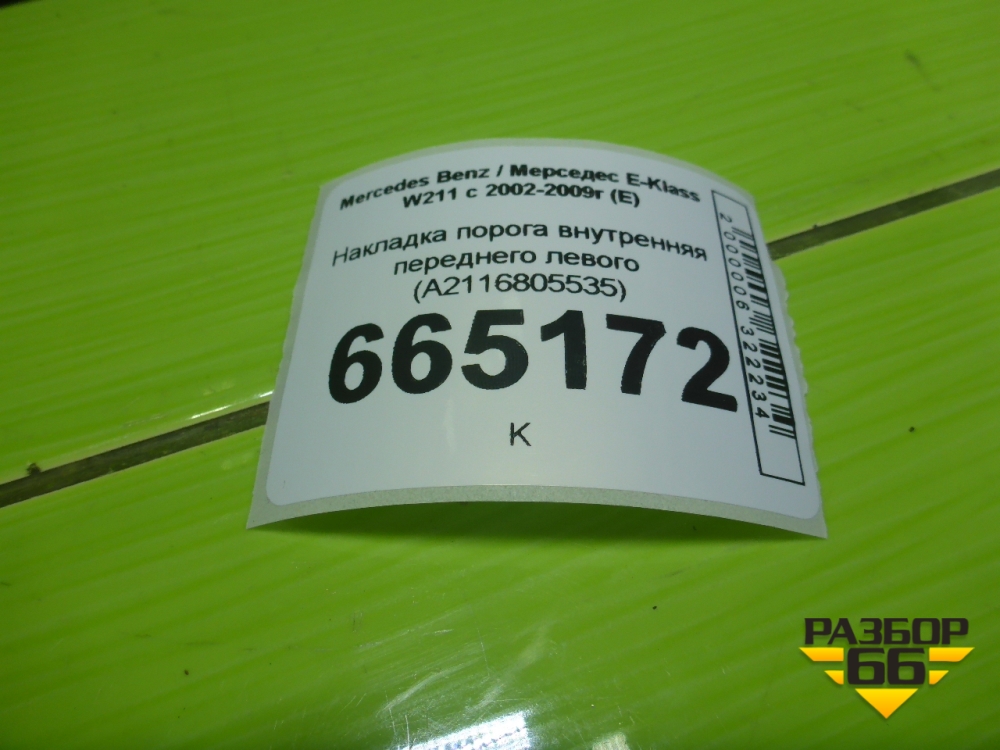 Mercedes Benz / Мерседес E-Klass
W211 с 2002-2009г (E)
Накладка порога внутренняя
переднего левого
(A2116805535)
665172
K
2000006322234
РАЗБОР
66